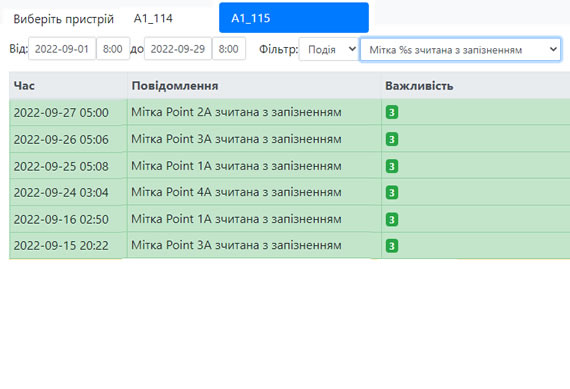 Виберіть пристрій A1_114 A1_115
Від: 2022-09-01 8:00 до 2022-09-29 8:00 Фільтр: Подія Мітка %s зчитана з запізненням
Час Повідомлення Важливість
2022-09-27 05:00 Мітка Point 2A зчитана з запізненням 3
2022-09-26 05:06 Мітка Point 3A зчитана з запізненням 3
2022-09-25 05:08 Мітка Point 1A зчитана з запізненням 3
2022-09-24 03:04 Мітка Point 4A зчитана з запізненням 3
2022-09-16 02:50 Мітка Point 1A зчитана з запізненням 3
2022-09-15 20:22 Мітка Point 3A зчитана з запізненням 3